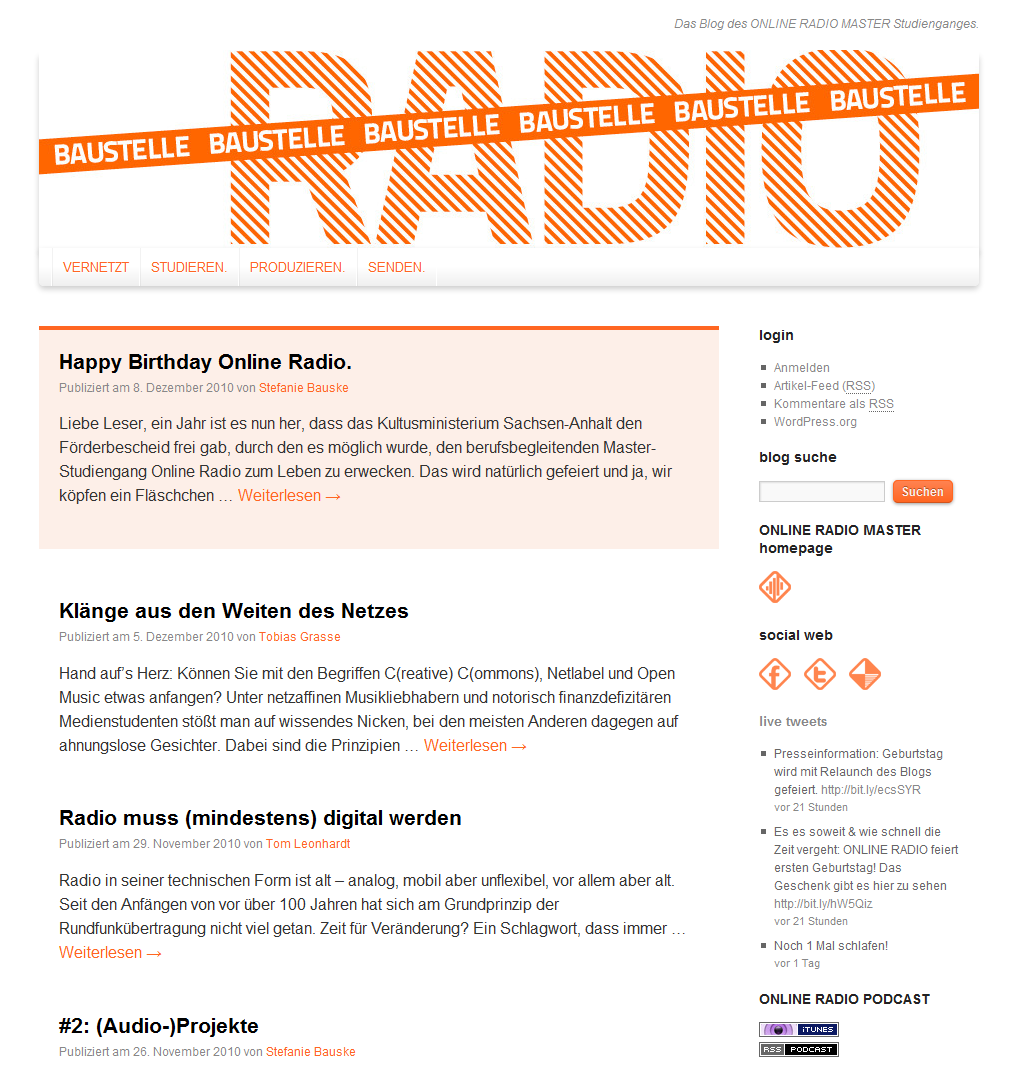 Das Blog des ONLINE RADIO MASTER Studienganges.
RADIO
BAUSTELLE BAUSTELLE BAUSTELLE BAUSTELLE BAUSTELLE BAUSTELLE
VERNETZT STUDIEREN. PRODUZIEREN. SENDEN.
Happy Birthday Online Radio.
Publiziert am 8. Dezember 2010 von Stefanie Bauske
Liebe Leser, ein Jahr ist es nun her, dass das Kultusministerium Sachsen-Anhalt den
Förderbescheid frei gab, durch den es möglich wurde, den berufsbegleitenden Master-
Studiengang Online Radio zum Leben zu erwecken. Das wird natürlich gefeiert und ja, wir
köpfen ein Fläschchen … Weiterlesen →
Klänge aus den Weiten des Netzes
Publiziert am 5. Dezember 2010 von Tobias Grasse
Hand auf’s Herz: Können Sie mit den Begriffen C(reative) C(ommons), Netlabel und Open
Music etwas anfangen? Unter netzaffinen Musikliebhabern und notorisch finanzdefizitären
Medienstudenten stößt man auf wissendes Nicken, bei den meisten Anderen dagegen auf
ahnungslose Gesichter. Dabei sind die Prinzipien … Weiterlesen →
Radio muss (mindestens) digital werden
Publiziert am 29. November 2010 von Tom Leonhardt
Radio in seiner technischen Form ist alt – analog, mobil aber unflexibel, vor allem aber alt.
Seit den Anfängen von vor über 100 Jahren hat sich am Grundprinzip der
Rundfunkübertragung nicht viel getan. Zeit für Veränderung? Ein Schlagwort, dass immer …
Weiterlesen →
#2: (Audio-)Projekte
Publiziert am 26. November 2010 von Stefanie Bauske
login
Anmelden
Artikel-Feed (RSS)
Kommentare als RSS
WordPress.org
blog suche
Suchen
ONLINE RADIO MASTER
homepage
social web
live tweets
Presseinformation: Geburtstag
wird mit Relaunch des Blogs
gefeiert. http://bit.ly/ecsSYR
vor 21 Stunden
Es es soweit & wie schnell die
Zeit vergeht: ONLINE RADIO feiert
ersten Geburtstag! Das
Geschenk gibt es hier zu sehen
http://bit.ly/hW5Qiz
vor 21 Stunden
Noch 1 Mal schlafen!
vor 1 Tag
ONLINE RADIO PODCAST
iTUNES
RSS PODCAST